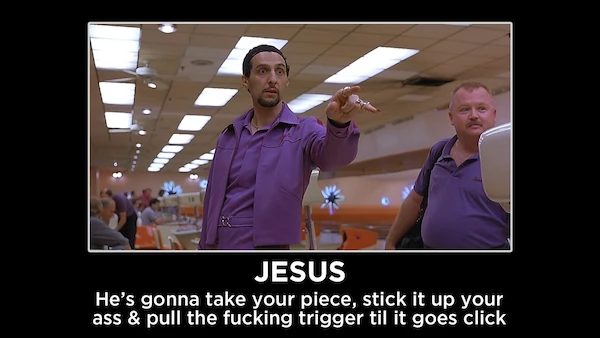 JESUS
He's gonna take your piece, stick it up your
ass & pull the fucking trigger til it goes click